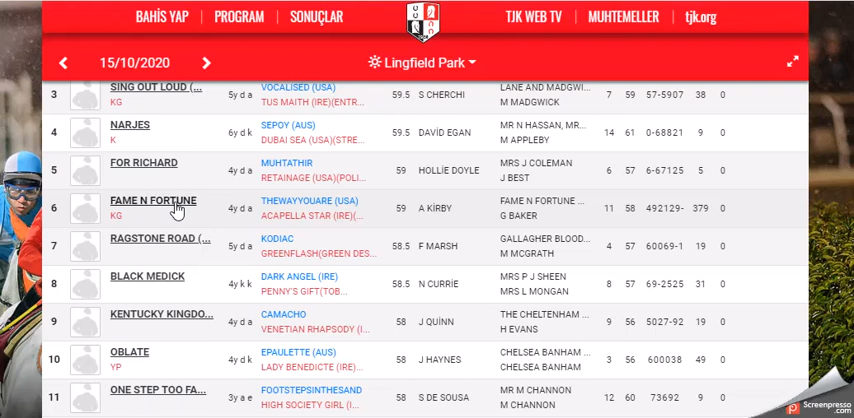 BAHİS YAP
PROGRAM
SONUÇLAR
TJK WEB TV
MUHTEMELLER
tjk.org
15/10/2020
Lingfield Park
3 SING OUT LOUD (... 5y d a VOCALISED (USA) 59.5 S CHERCHI LANE AND MADGWI... 7 59 57-5907 38 0
KG TUS MAITH (IRE)(ENTR... M MADGWICK
4 NARJES 6y d k SEPOY (AUS) 59.5 DAVİD EGAN MR N HASSAN, MR... 14 61 0-68821 9 0
K DUBAI SEA (USA)(STRE... M APPLEBY
5 FOR RICHARD 4y d a MUHTATHIR 59 HOLLİE DOYLE MRS J COLEMAN 6 57 6-67125 5 0
RETAINAGE (USA)(POLI... J BEST
6 FAME N FORTUNE 4y d a THEWAYYOUARE (USA) 59 A KİRBY FAME N FORTUNE ... 11 58 492129- 379 0
KG ACAPELLA STAR (IRE)(... G BAKER
7 RAGSTONE ROAD (... 5y d a KODIAC 58.5 F MARSH GALLAGHER BLOOD... 4 57 60069-1 19 0
GREENFLASH(GREEN DES... M MCGRATH
8 BLACK MEDICK 4y k k DARK ANGEL (IRE) 58.5 N CURRİE MRS P J SHEEN 8 57 69-2525 31 0
PENNY'S GIFT(TOB... MRS L MONGAN
9 KENTUCKY KINGDO... 4y d a CAMACHO 58 J QUİNN THE CHELTENHAM ... 9 56 5027-92 19 0
VENETIAN RHAPSODY (I... H EVANS
10 OBLATE 4y d k EPAULETTE (AUS) 58 J HAYNES CHELSEA BANHAM ... 3 56 600038 49 0
YP LADY BENEDICTE (IRE)... CHELSEA BANHAM
11 ONE STEP TOO FA... 3y a e FOOTSTEPSINTHESAND 58 S DE SOUSA MR M CHANNON 12 60 73692 9 0
HIGH SOCIETY GIRL (I... M CHANNON
Screenpresso
.com